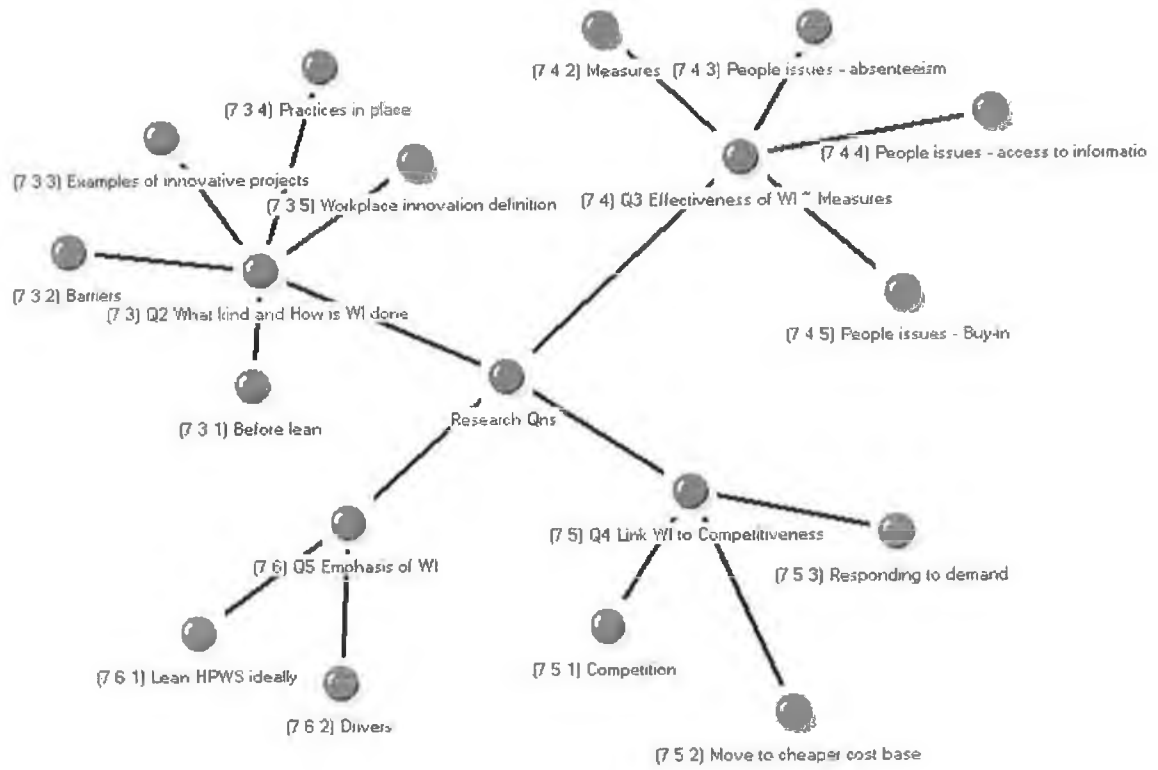 (7 4 2) Measures
(7 4 3) People issues - absenteeism
(7 3 4) Practices in place
(7 4 4) People issues - access to informatio
(7 3 3) Examples of innovative projects
(7 3 5) Workplace innovation definition
(7 4) Q3 Effectiveness of WI ~ Measures
(7 3 2) Barriers
(7 3) Q2 What kind and How is WI done
(7 4 5) People issues - Buy-in
(7 3 1) Before lean
Research Qns
(7 5) Q4 Link WI to Competitiveness
(7 6) Q5 Emphasis of WI
(7 5 3) Responding to demand
(7 6 1) Lean HPWS ideally
(7 5 1) Competition
(7 6 2) Drivers
(7 5 2) Move to cheaper cost base